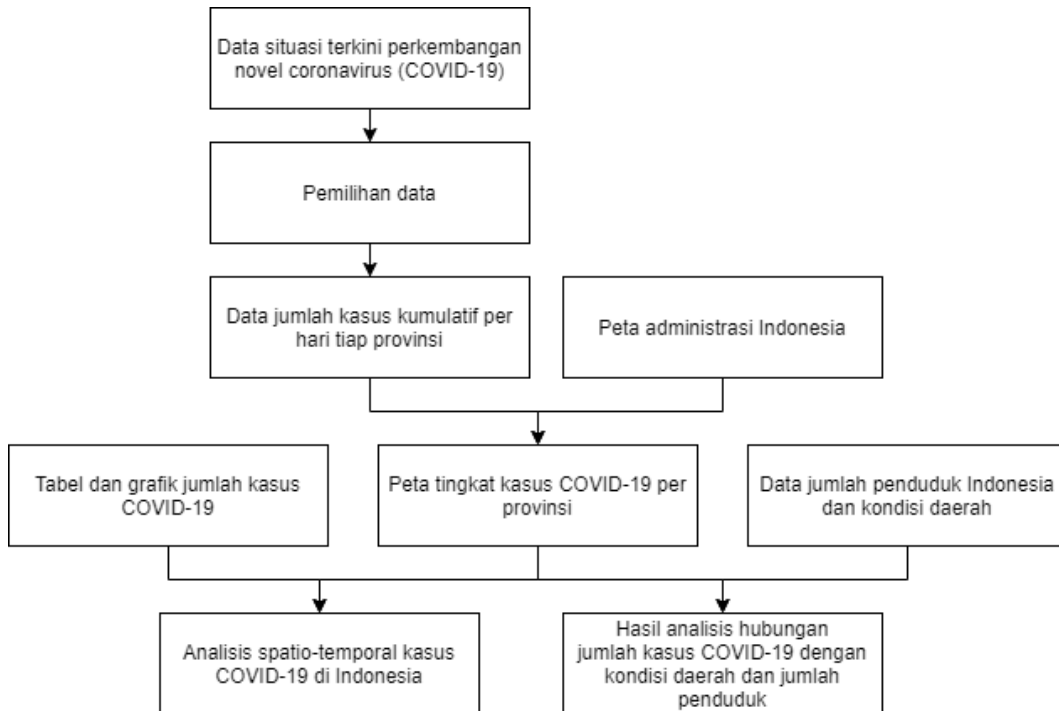 Data situasi terkini perkembangan
novel coronavirus (COVID-19)
Pemilihan data
Data jumlah kasus kumulatif per
hari tiap provinsi
Peta administrasi Indonesia
Tabel dan grafik jumlah kasus
COVID-19
Peta tingkat kasus COVID-19 per
provinsi
Data jumlah penduduk Indonesia
dan kondisi daerah
Analisis spatio-temporal kasus
COVID-19 di Indonesia
Hasil analisis hubungan
jumlah kasus COVID-19 dengan
kondisi daerah dan jumlah
penduduk